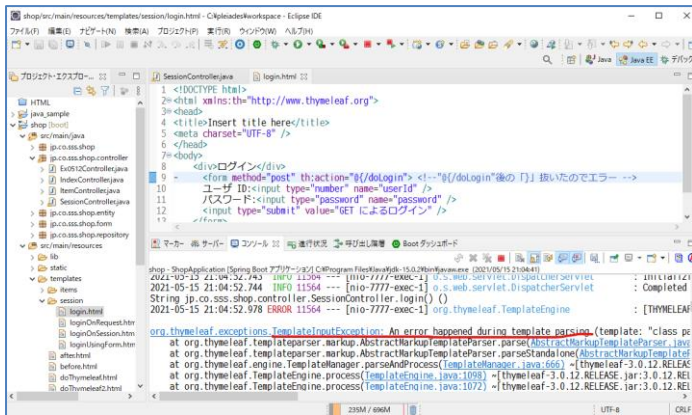 shop/src/main/resources/templates/session/login.html - C:¥pleiades¥workspace - Eclipse IDE
ファイル(F) 編集(E) ナビゲート(N) 検索(A) プロジェクト(P) 実行(R) ウィンドウ(W) ヘルプ(H)
Java Java EE デバッグ
プロジェクト・エクスプロー...
HTML
java_sample
shop [boot]
src/main/java
jp.co.sss.shop
jp.co.sss.shop.controller
Ex0512Controller.java
IndexController.java
ItemController.java
SessionController.java
jp.co.sss.shop.entity
jp.co.sss.shop.form
jp.co.sss.shop.repository
src/main/resources
lib
static
templates
items
session
login.html
loginOnRequest.htm
loginOnSession.htm
loginUsingForm.htm
after.html
before.html
doThymeleaf.html
doThymeleaf2.html
SessionController.java login.html
1 <!DOCTYPE html>
2 <html xmlns:th="http://www.thymeleaf.org">
3 <head>
4 <title>Insert title here</title>
5 <meta charset="UTF-8" />
6 </head>
7 <body>
8 <div>ログイン</div>
9 <form method="post" th:action="@{/doLogin"> <!--"@{/doLogin"後の「}」抜いたのでエラー -->
10 ユーザ ID:<input type="number" name="userId" />
11 パスワード:<input type="password" name="password" />
12 <input type="submit" value="GET によるログイン" />
13 </form>
マーカー サーバー コンソール 進行状況 呼び出し階層 Boot ダッシュボード
shop - ShopApplication [Spring Boot アプリケーション] C:¥Program Files¥Java¥jdk-15.0.2¥bin¥javaw.exe (2021/05/15 21:04:41)
2021-05-15 21:04:52.743 INFO 11564 --- [nio-7777-exec-1] o.s.web.servlet.DispatcherServlet : Initializi
2021-05-15 21:04:52.744 INFO 11564 --- [nio-7777-exec-1] o.s.web.servlet.DispatcherServlet : Completed
String jp.co.sss.shop.controller.SessionController.login() ()
2021-05-15 21:04:52.978 ERROR 11564 --- [nio-7777-exec-1] org.thymeleaf.TemplateEngine : [THYMELEAF
org.thymeleaf.exceptions.TemplateInputException: An error happened during template parsing (template: "class pa
at org.thymeleaf.templateparser.markup.AbstractMarkupTemplateParser.parse(AbstractMarkupTemplateParser.java
at org.thymeleaf.templateparser.markup.AbstractMarkupTemplateParser.parseStandalone(AbstractMarkupTemplateP
at org.thymeleaf.engine.TemplateManager.parseAndProcess(TemplateManager.java:666) ~[thymeleaf-3.0.12.RELEAS
at org.thymeleaf.TemplateEngine.process(TemplateEngine.java:1098) ~[thymeleaf-3.0.12.RELEASE.jar:3.0.12.REL
at org.thymeleaf.TemplateEngine.process(TemplateEngine.java:1072) ~[thymeleaf-3.0.12.RELEASE.jar:3.0.12.REL
235M / 696M UTF-8 CRLF